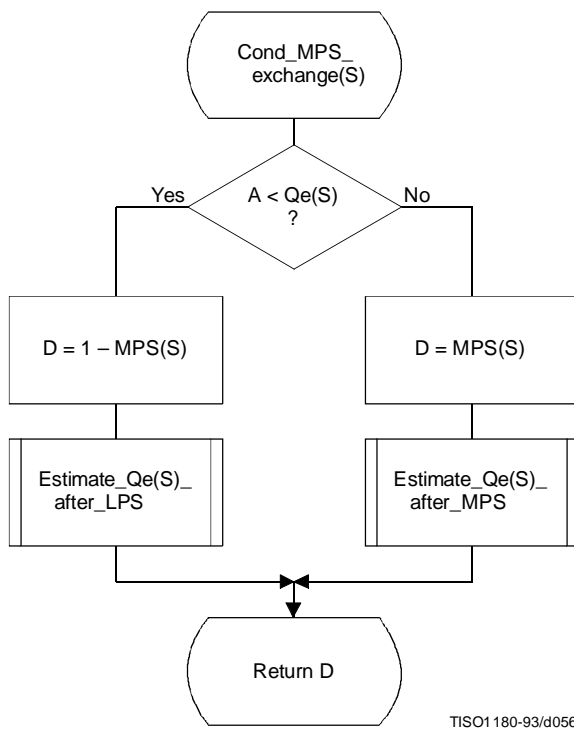 Cond_MPS_
exchange(S)
Yes
A < Qe(S)
?
No
D = 1 – MPS(S)
D = MPS(S)
Estimate_Qe(S)_
after_LPS
Estimate_Qe(S)_
after_MPS
Return D
TISO1180-93/d056